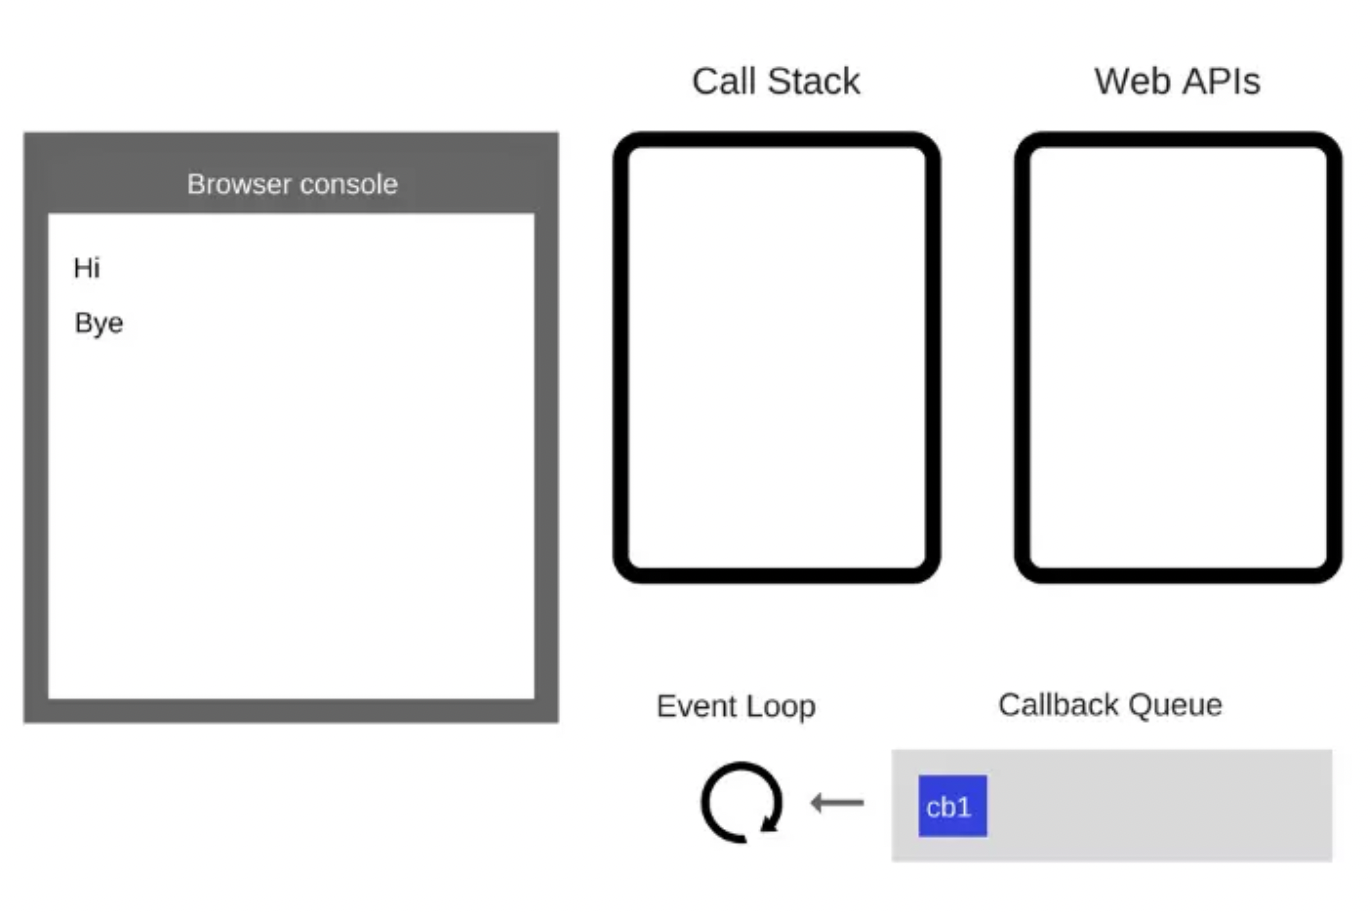 Call Stack
Web APIs
Browser console
Hi
Bye
Event Loop
Callback Queue
cb1